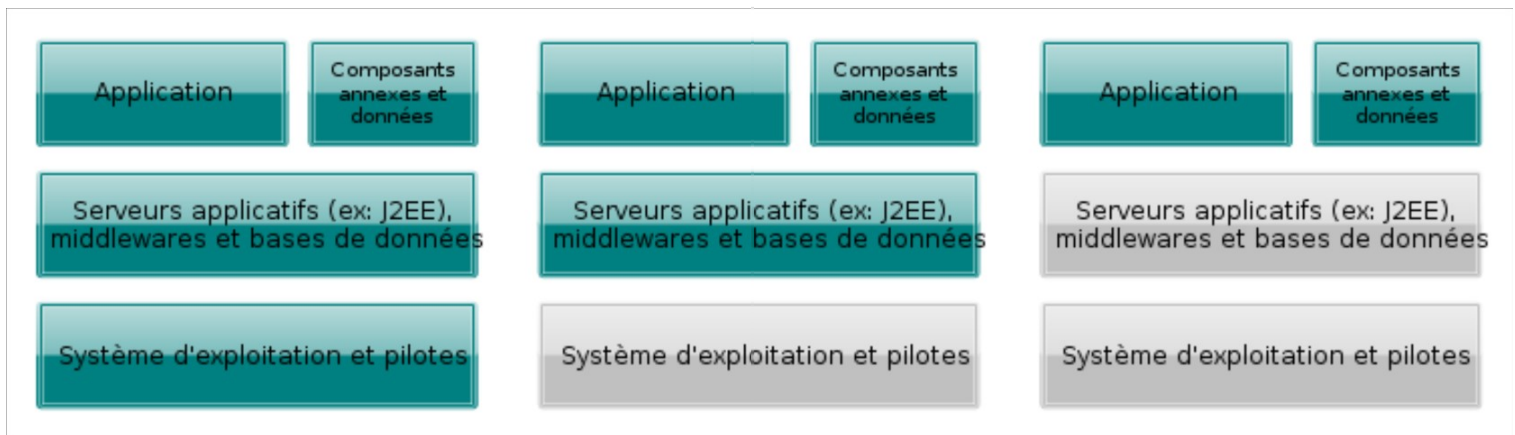 Application
Composants
annexes et
données
Application
Composants
annexes et
données
Application
Composants
annexes et
données
Serveurs applicatifs (ex: J2EE),
middlewares et bases de données
Serveurs applicatifs (ex: J2EE),
middlewares et bases de données
Serveurs applicatifs (ex: J2EE),
middlewares et bases de données
Système d'exploitation et pilotes
Système d'exploitation et pilotes
Système d'exploitation et pilotes